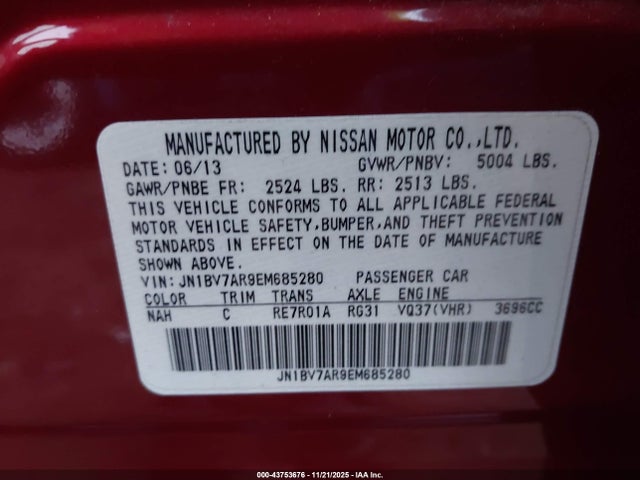 MANUFACTURED BY NISSAN MOTOR CO.,LTD.
DATE: 06/13 GVWR/PNBV: 5004 LBS.
GAWR/PNBE FR: 2524 LBS. RR: 2513 LBS.
THIS VEHICLE CONFORMS TO ALL APPLICABLE FEDERAL
MOTOR VEHICLE SAFETY,BUMPER,AND THEFT PREVENTION
STANDARDS IN EFFECT ON THE DATE OF MANUFACTURE
SHOWN ABOVE.
VIN: JN1BV7AR9EM685280 PASSENGER CAR
COLOR TRIM TRANS AXLE ENGINE
NAH C RE7R01A RG31 VQ37(VHR) 3696CC
JN1BV7AR9EM685280
000-43753676 - 11/21/2025 - IAA Inc.